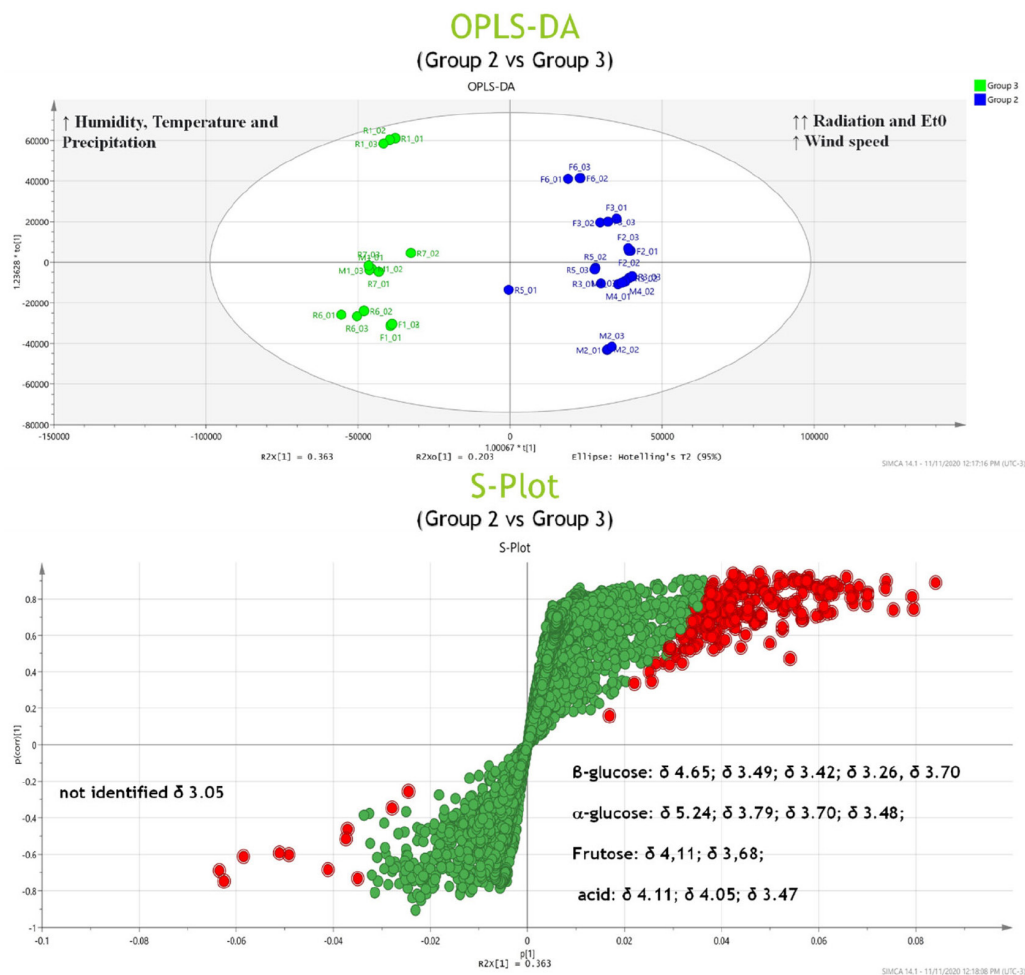 OPLS-DA
(Group 2 vs Group 3)
OPLS-DA
Group 3
Group 2
↑ Humidity, Temperature and
Precipitation
↑↑ Radiation and Et0
↑ Wind speed
60000
40000
20000
0
-20000
-40000
-60000
-80000
1.23628 * to[1]
R1_02
R1_01
R1_03
F6_03
F6_01
F6_02
F3_01
F3_02
F2_03
F2_01
F2_02
R7_02
M1_03
R7_01
R5_02
R5_03
R5_01
R3_01
M4_01
M4_02
R6_01
R6_02
R6_03
F1_03
F1_01
M2_03
M2_01
M2_02
-150000
-100000
-50000
0
50000
100000
1.00067 * t[1]
R2X[1] = 0.363
R2Xo[1] = 0.203
Ellipse: Hotelling's T2 (95%)
SIMCA 14.1 - 11/11/2020 12:17:16 PM (UTC-3)
S-Plot
(Group 2 vs Group 3)
S-Plot
0.8
0.6
0.4
0.2
0
-0.2
-0.4
-0.6
-0.8
-1
p(corr)[1]
not identified δ 3.05
β-glucose: δ 4.65; δ 3.49; δ 3.42; δ 3.26, δ 3.70
α-glucose: δ 5.24; δ 3.79; δ 3.70; δ 3.48;
Frutose: δ 4,11; δ 3,68;
acid: δ 4.11; δ 4.05; δ 3.47
-0.1
-0.08
-0.06
-0.04
-0.02
0
0.02
0.04
0.06
0.08
p[1]
R2X[1] = 0.363
SIMCA 14.1 - 11/11/2020 12:18:08 PM (UTC-3)